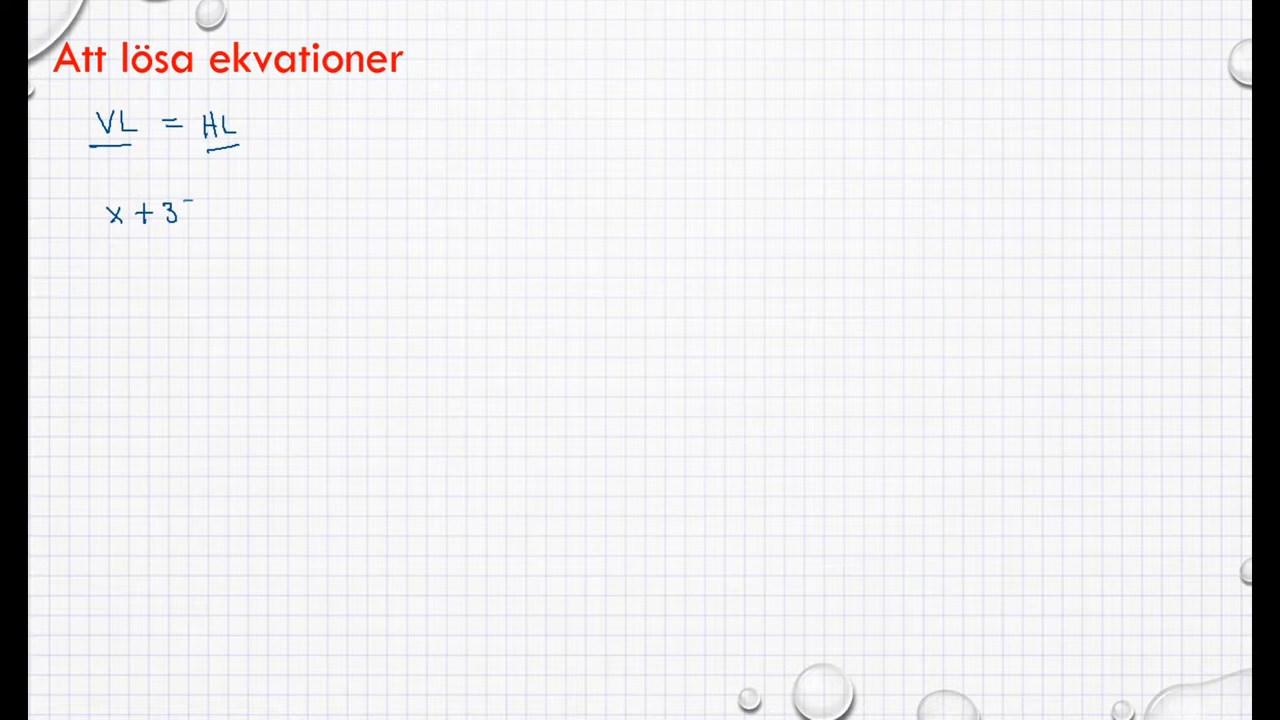 Att lösa ekvationer
VL = HL
x + 3 -